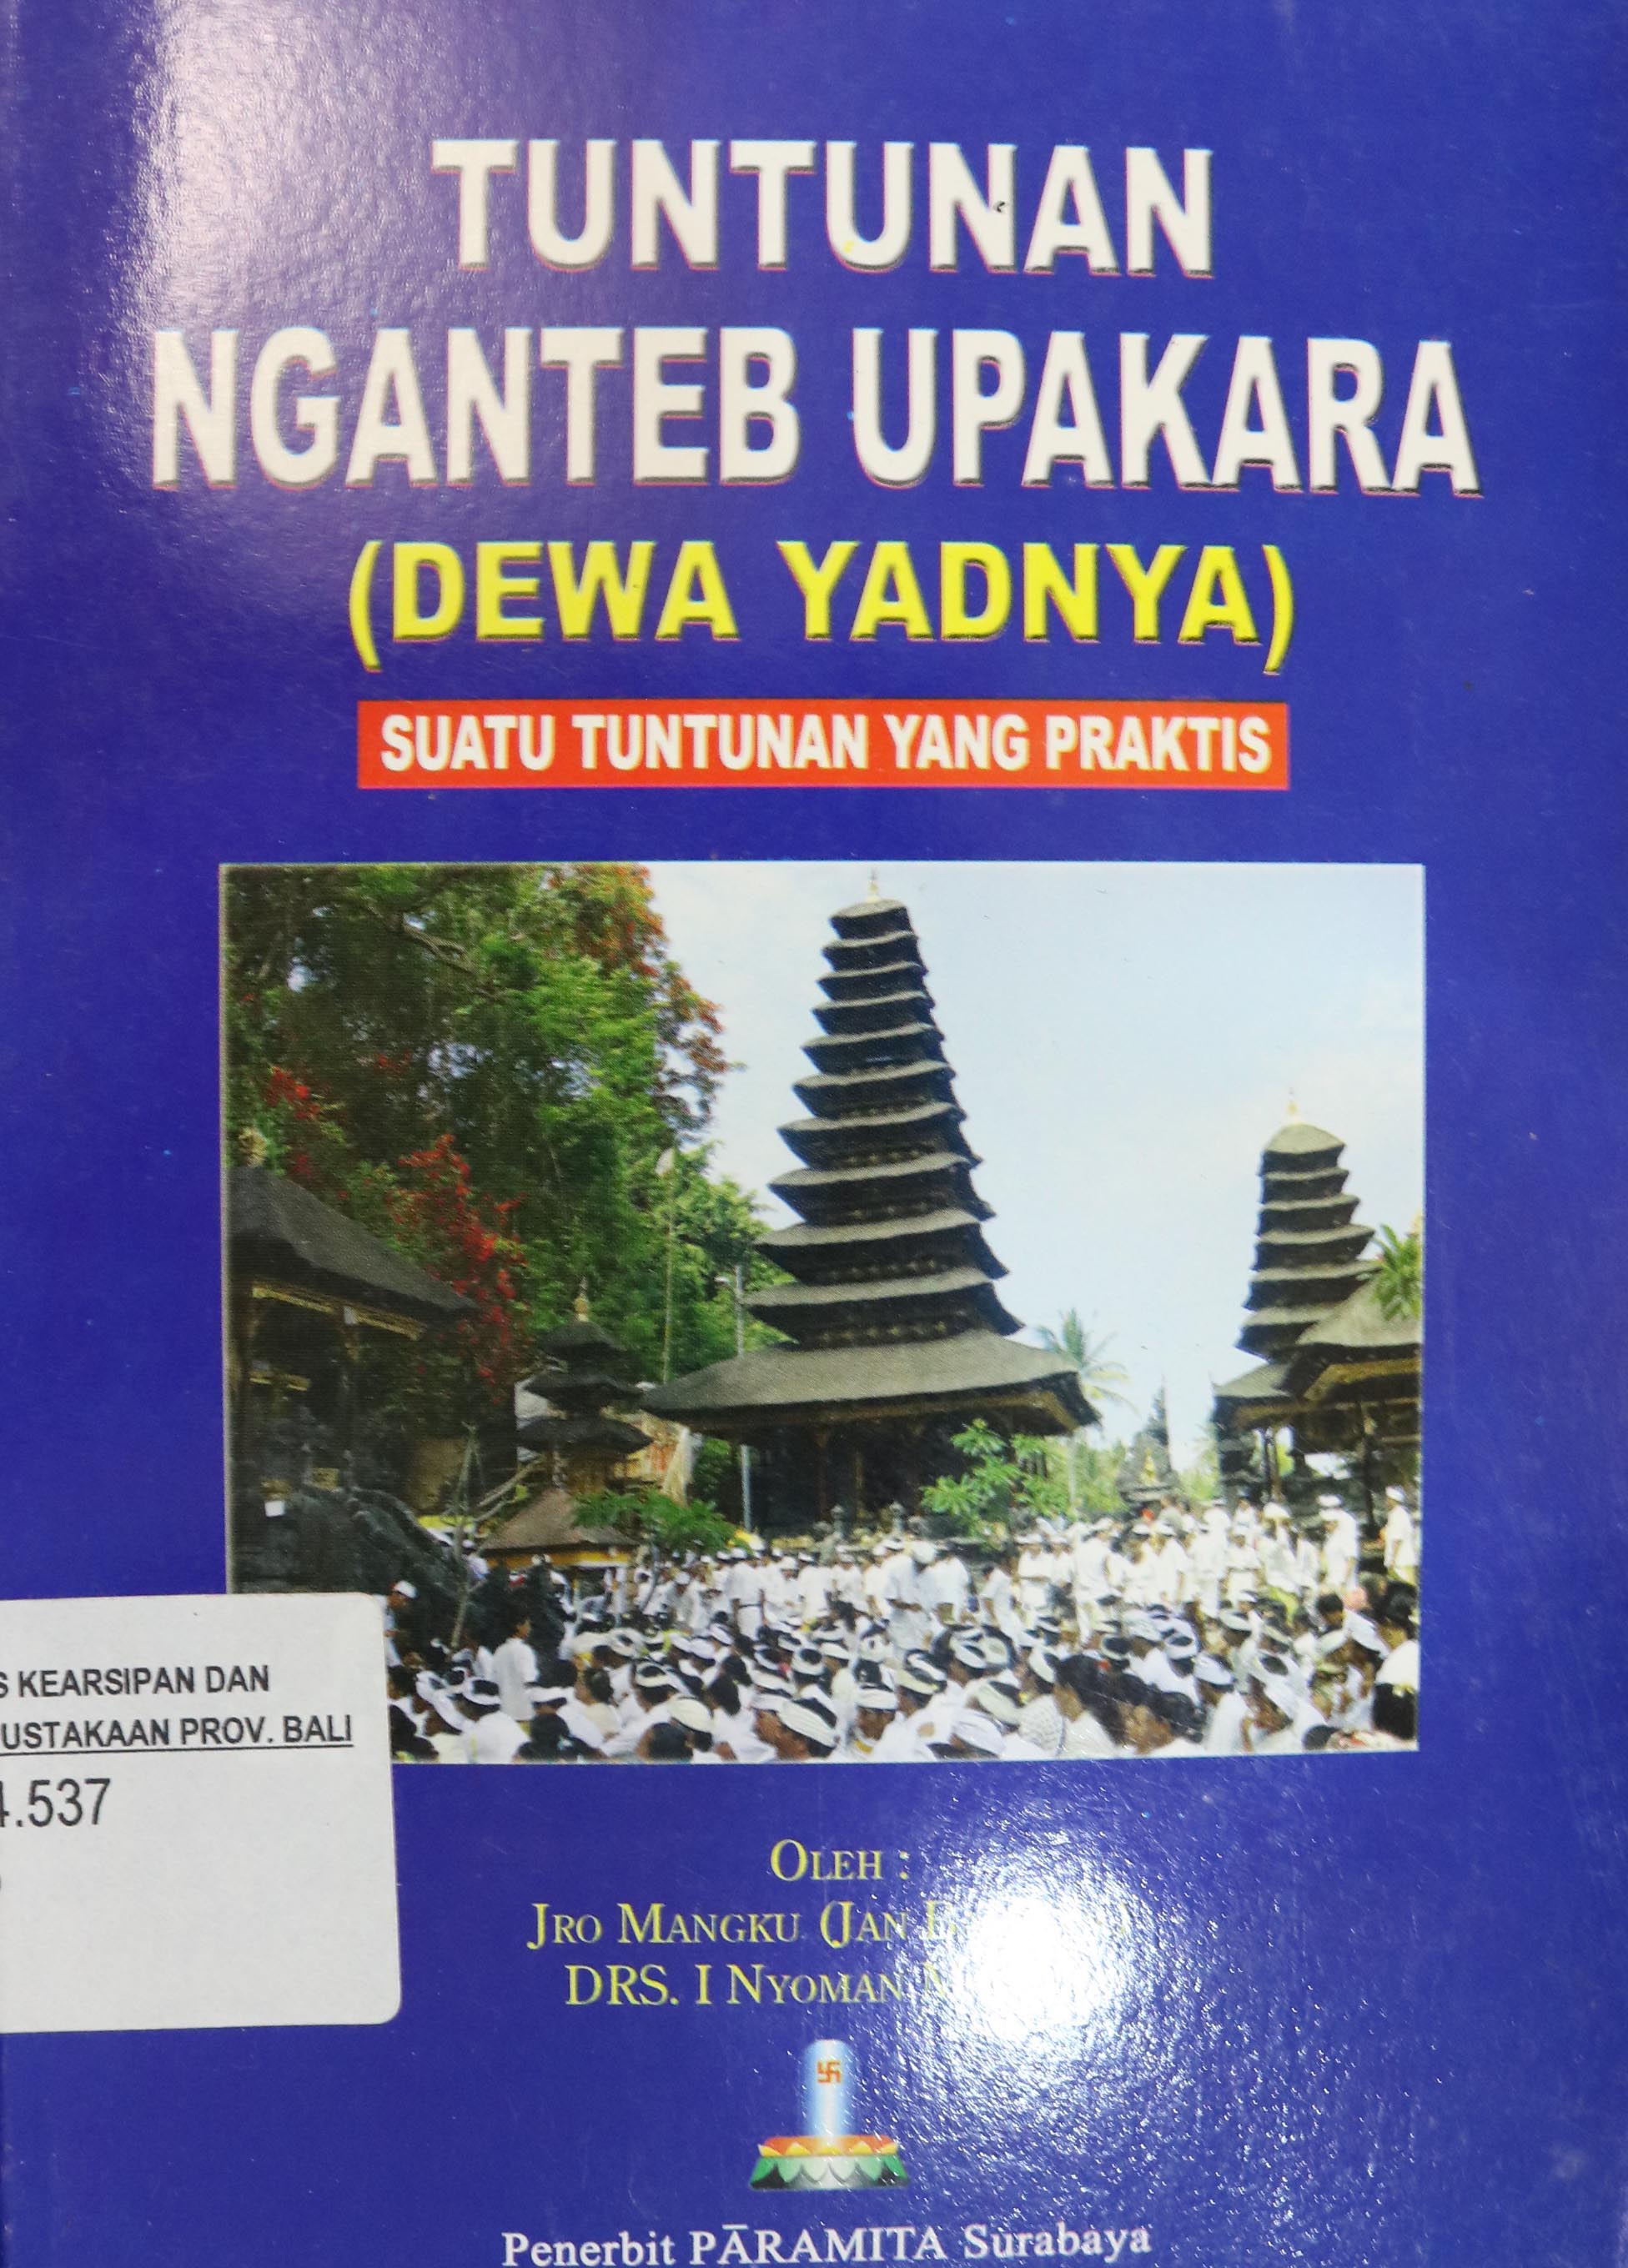 TUNTUNAN
NGANTEB UPAKARA
(DEWA YADNYA)
SUATU TUNTUNAN YANG PRAKTIS
KEARSIPAN DAN
PROV. BALI
.537
OLEH :
JRO MANGKU (JAN
DRS. I NYOMAN
Penerbit PĀRAMITA Surabaya